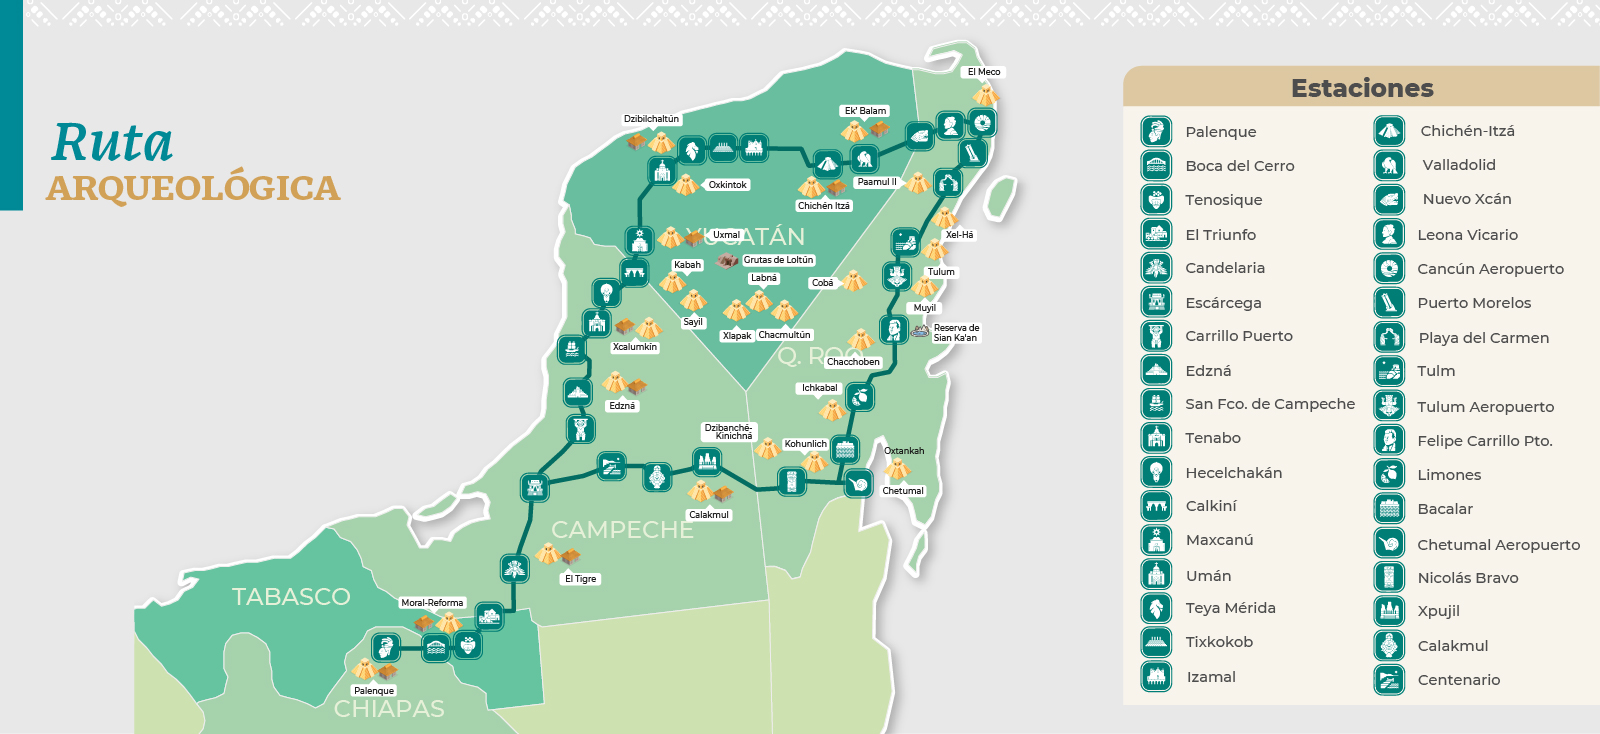 Ruta
ARQUEOLÓGICA
El Meco
Ek' Balam
Dzibilchaltún
Oxkintok
Paamul II
Chichén Itzá
Uxmal
YUCATÁN
Xel-Há
Grutas de Loltún
Kabah
Tulum
Labná
Cobá
Muyil
Sayil
Xlapak
Chacmultún
Reserva de
Sian Ka'an
Xcalumkín
Q. ROO
Chacchoben
Ichkabal
Edzná
Dzibanché-
Kinichná
Kohunlich
Oxtankah
Chetumal
Calakmul
CAMPECHE
El Tigre
TABASCO
Moral-Reforma
Palenque
CHIAPAS
Estaciones
Palenque
Boca del Cerro
Tenosique
El Triunfo
Candelaria
Escárcega
Carrillo Puerto
Edzná
San Fco. de Campeche
Tenabo
Hecelchakán
Calkiní
Maxcanú
Umán
Teya Mérida
Tixkokob
Izamal
Chichén-Itzá
Valladolid
Nuevo Xcán
Leona Vicario
Cancún Aeropuerto
Puerto Morelos
Playa del Carmen
Tulm
Tulum Aeropuerto
Felipe Carrillo Pto.
Limones
Bacalar
Chetumal Aeropuerto
Nicolás Bravo
Xpujil
Calakmul
Centenario